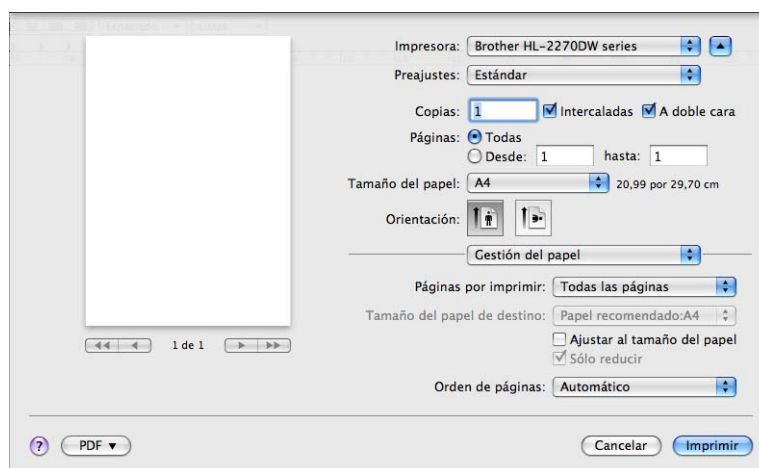 Impresora: Brother HL-2270DW series
Preajustes: Estándar
Copias: 1 Intercaladas A doble cara
Páginas: Todas
Desde: 1 hasta: 1
Tamaño del papel: A4 20,99 por 29,70 cm
Orientación:
Gestión del papel
Páginas por imprimir: Todas las páginas
Tamaño del papel de destino: Papel recomendado:A4
Ajustar al tamaño del papel
1 de 1
Sólo reducir
Orden de páginas: Automático
? PDF Cancelar Imprimir